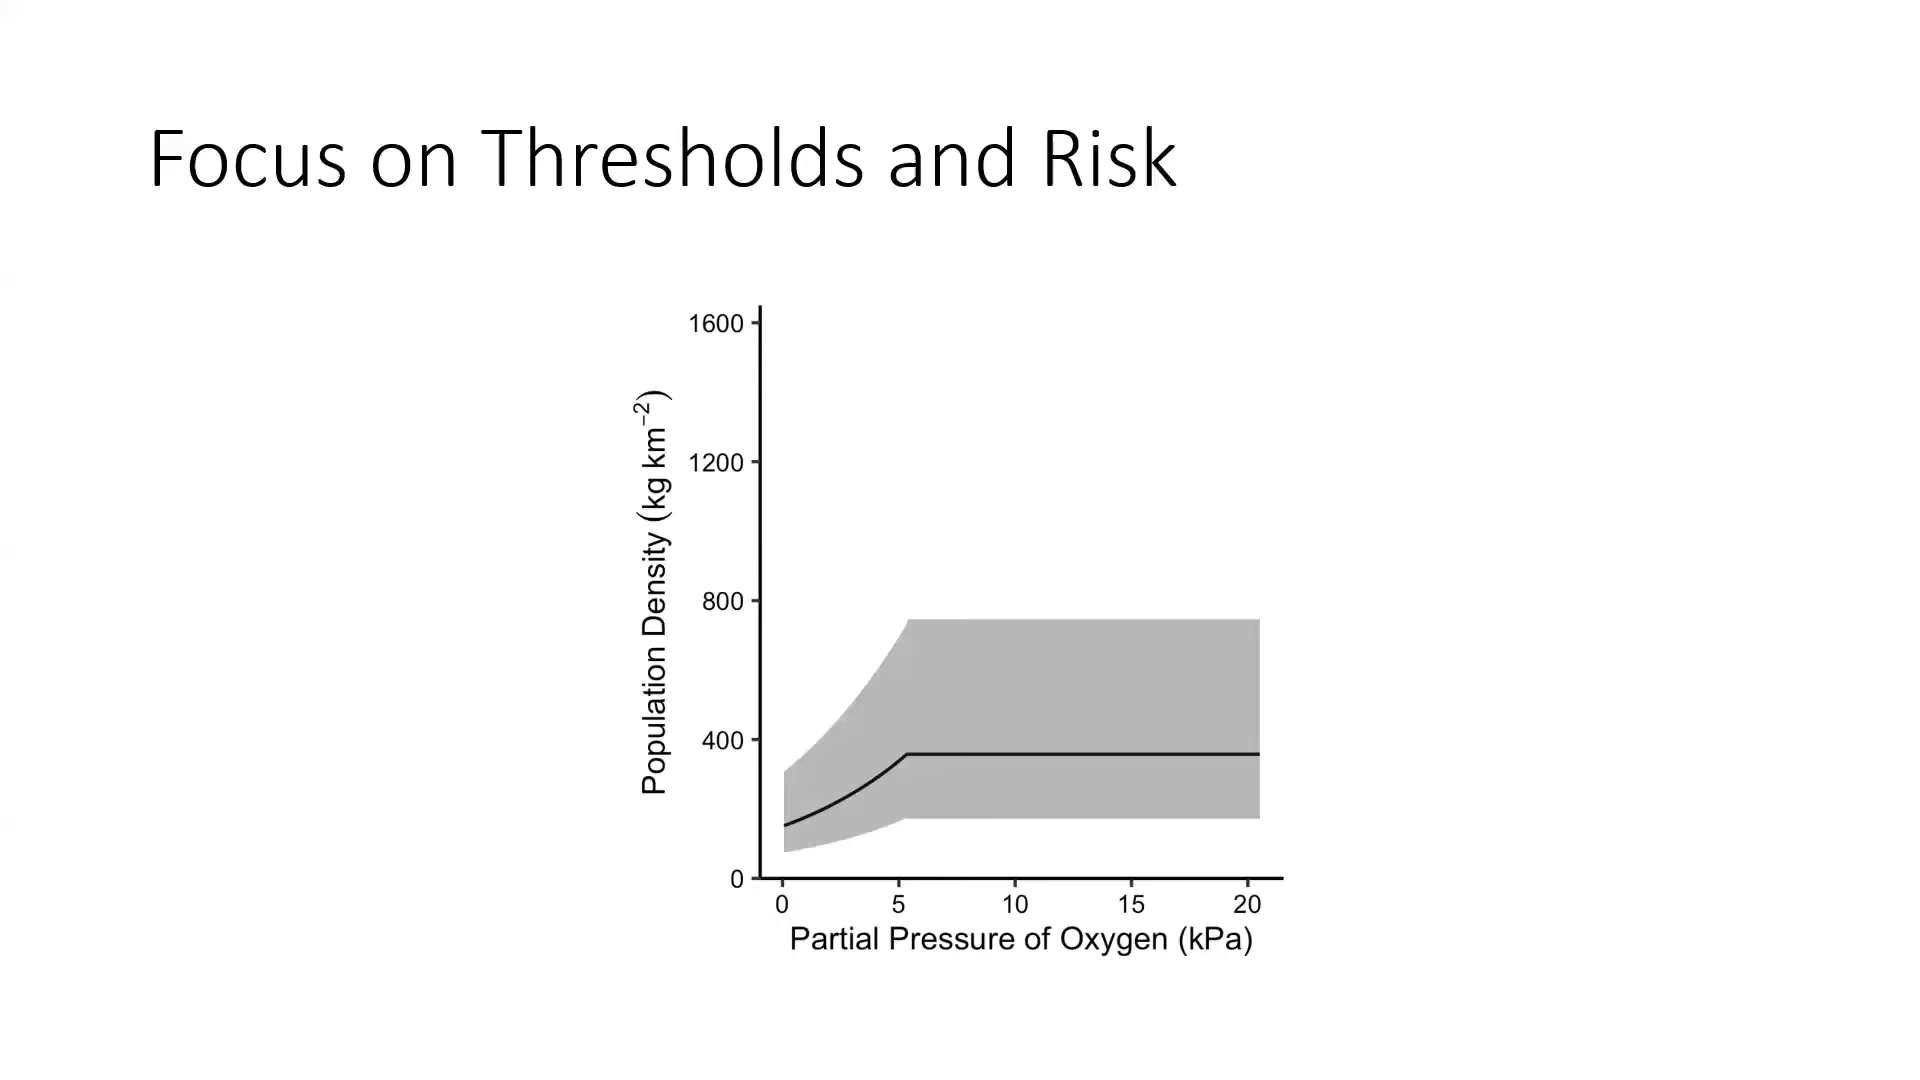 Focus on Thresholds and Risk
1600
1200
800
400
0
Population Density (kg km⁻²)
0 5 10 15 20
Partial Pressure of Oxygen (kPa)